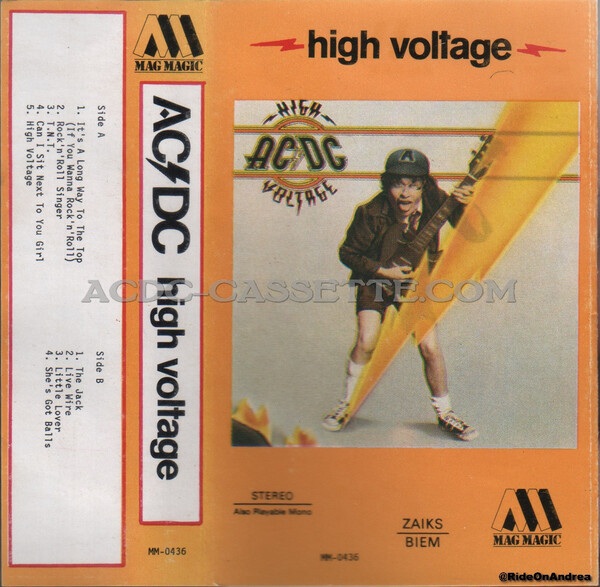 MAG MAGIC
Side A
1. It's A Long Way To The Top
(If You Wanna Rock'n'Roll)
2. Rock'n'Roll Singer
3. T.N.T.
4. Can I Sit Next To You Girl
5. High Voltage
Side B
1. The Jack
2. Live Wire
3. Little Lover
4. She's Got Balls
AC/DC high voltage
MM-0436
high voltage
HIGH
AC/DC
VOLTAGE
A
ACDC-CASSETTE.COM
STEREO
Also Playable Mono
ZAIKS
BIEM
MM-0436
MAG MAGIC
@RideOnAndrea